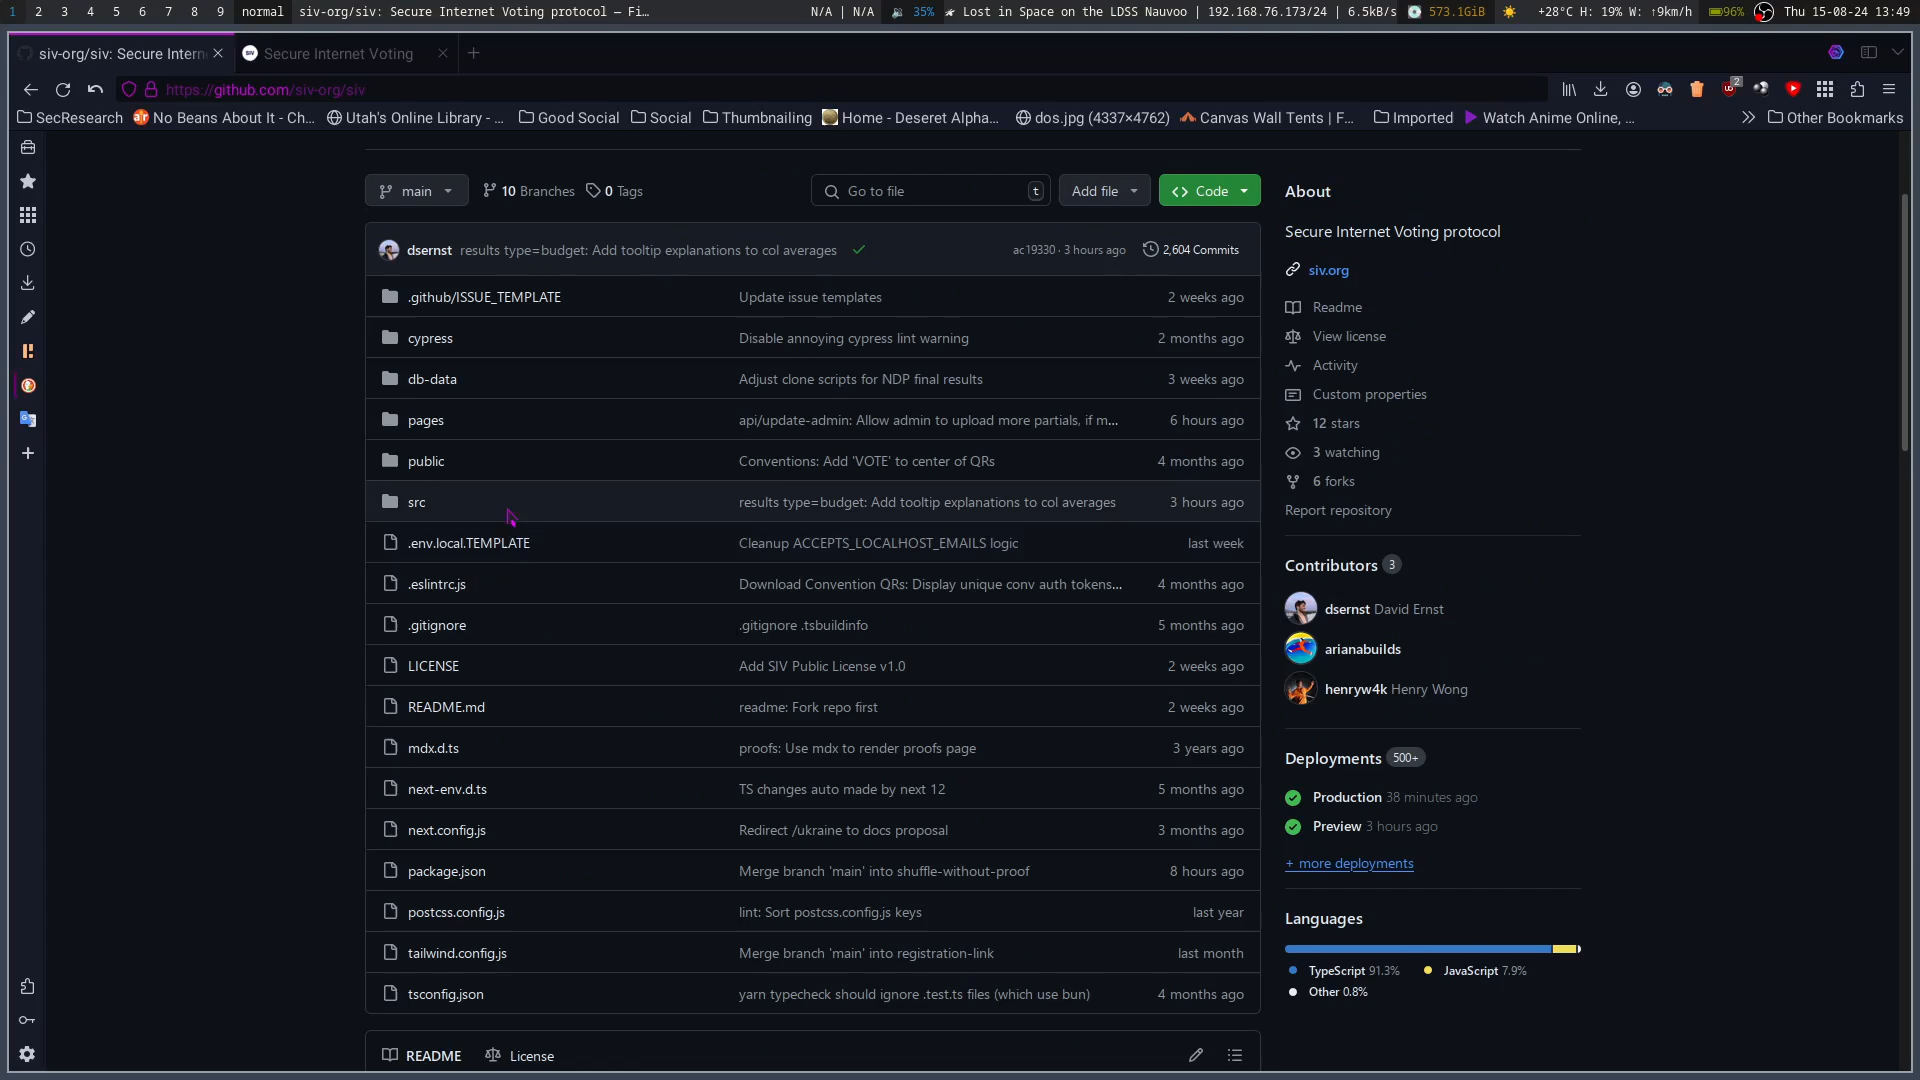 1 2 3 4 5 6 7 8 9 normal siv-org/siv: Secure Internet Voting protocol — Fi… N/A | N/A 35% Lost in Space on the LDSS Nauvoo | 192.168.76.173/24 | 6.5kB/s 573.1GiB +28°C H: 19% W: ↑9km/h 96% Thu 15-08-24 13:49
siv-org/siv: Secure Intern Secure Internet Voting
https://github.com/siv-org/siv 2
SecResearch No Beans About It - Ch... Utah's Online Library - ... Good Social Social Thumbnailing Home - Deseret Alpha... dos.jpg (4337×4762) Canvas Wall Tents | F... Imported Watch Anime Online, ... Other Bookmarks
main 10 Branches 0 Tags Go to file t Add file Code
dsernst results type=budget: Add tooltip explanations to col averages ac19330 · 3 hours ago 2,604 Commits
.github/ISSUE_TEMPLATE Update issue templates 2 weeks ago
cypress Disable annoying cypress lint warning 2 months ago
db-data Adjust clone scripts for NDP final results 3 weeks ago
pages api/update-admin: Allow admin to upload more partials, if m... 6 hours ago
public Conventions: Add 'VOTE' to center of QRs 4 months ago
src results type=budget: Add tooltip explanations to col averages 3 hours ago
.env.local.TEMPLATE Cleanup ACCEPTS_LOCALHOST_EMAILS logic last week
.eslintrc.js Download Convention QRs: Display unique conv auth tokens... 4 months ago
.gitignore .gitignore .tsbuildinfo 5 months ago
LICENSE Add SIV Public License v1.0 2 weeks ago
README.md readme: Fork repo first 2 weeks ago
mdx.d.ts proofs: Use mdx to render proofs page 3 years ago
next-env.d.ts TS changes auto made by next 12 5 months ago
next.config.js Redirect /ukraine to docs proposal 3 months ago
package.json Merge branch 'main' into shuffle-without-proof 8 hours ago
postcss.config.js lint: Sort postcss.config.js keys last year
tailwind.config.js Merge branch 'main' into registration-link last month
tsconfig.json yarn typecheck should ignore .test.ts files (which use bun) 4 months ago
README License
About
Secure Internet Voting protocol
siv.org
Readme
View license
Activity
Custom properties
12 stars
3 watching
6 forks
Report repository
Contributors 3
dsernst David Ernst
arianabuilds
henryw4k Henry Wong
Deployments 500+
Production 38 minutes ago
Preview 3 hours ago
+ more deployments
Languages
TypeScript 91.3% JavaScript 7.9%
Other 0.8%